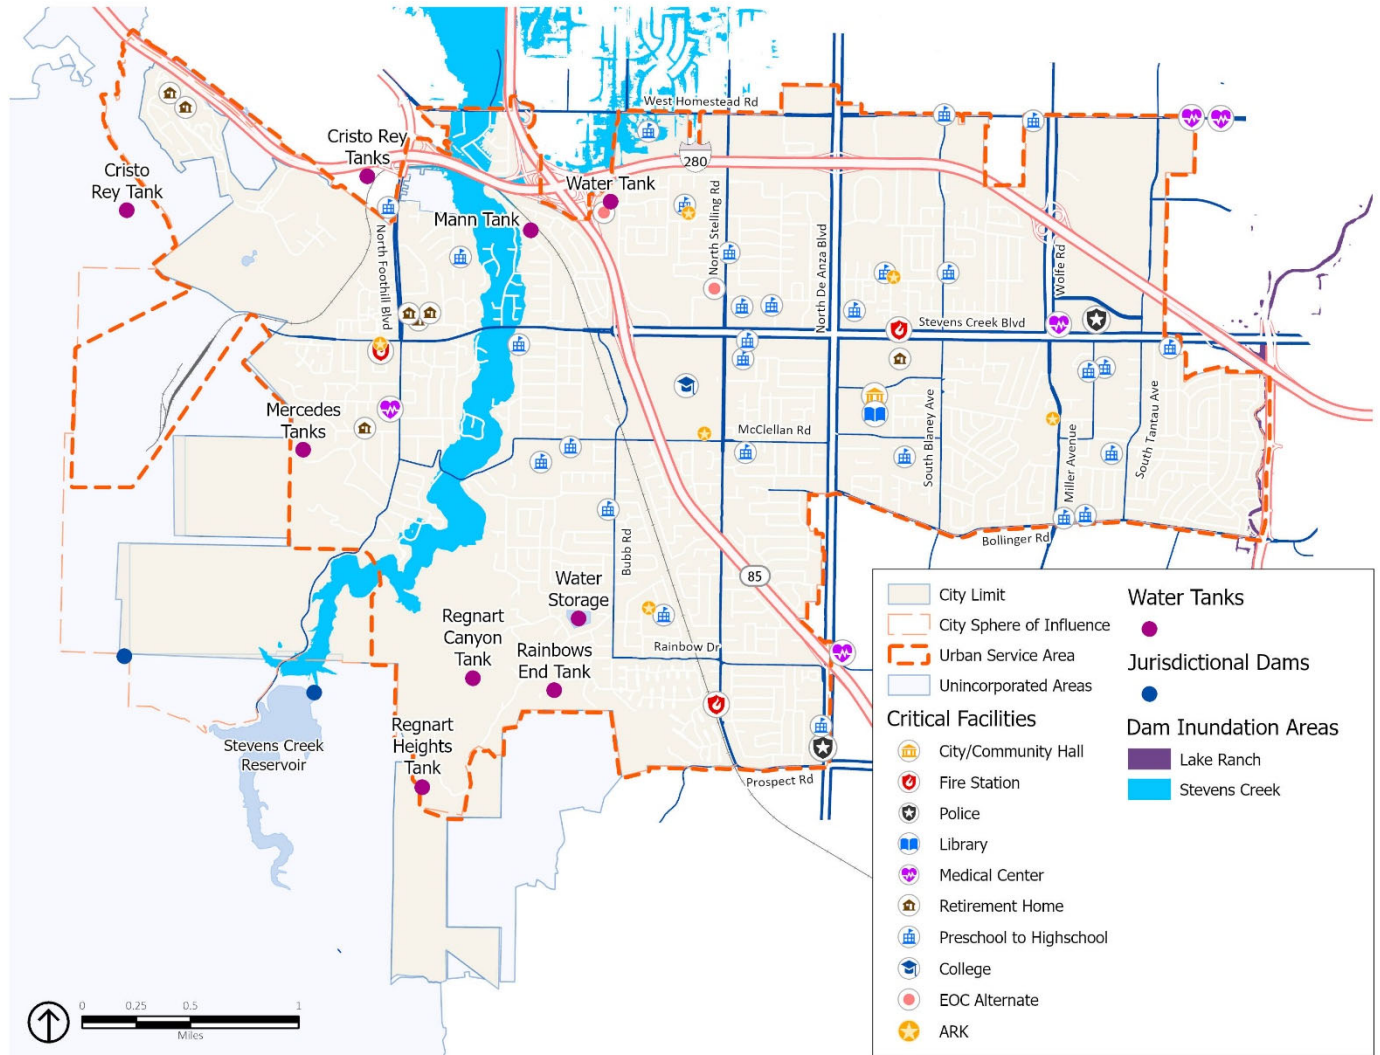 West Homestead Rd
Cristo Rey
Tanks
280
Cristo
Rey Tank
Water Tank
Mann Tank
North Foothill Blvd
North Stelling Rd
North De Anza Blvd
Wolfe Rd
Stevens Creek Blvd
Mercedes
Tanks
McClellan Rd
South Blaney Ave
Miller Avenue
South Tantau Ave
Bubb Rd
Bollinger Rd
85
Water
Storage
Regnart
Canyon
Tank
Rainbows
End Tank
Rainbow Dr
Regnart
Heights
Tank
Stevens Creek
Reservoir
Prospect Rd
City Limit
City Sphere of Influence
Urban Service Area
Unincorporated Areas
Critical Facilities
City/Community Hall
Fire Station
Police
Library
Medical Center
Retirement Home
Preschool to Highschool
College
EOC Alternate
ARK
Water Tanks
Jurisdictional Dams
Dam Inundation Areas
Lake Ranch
Stevens Creek
0 0.25 0.5 1
Miles